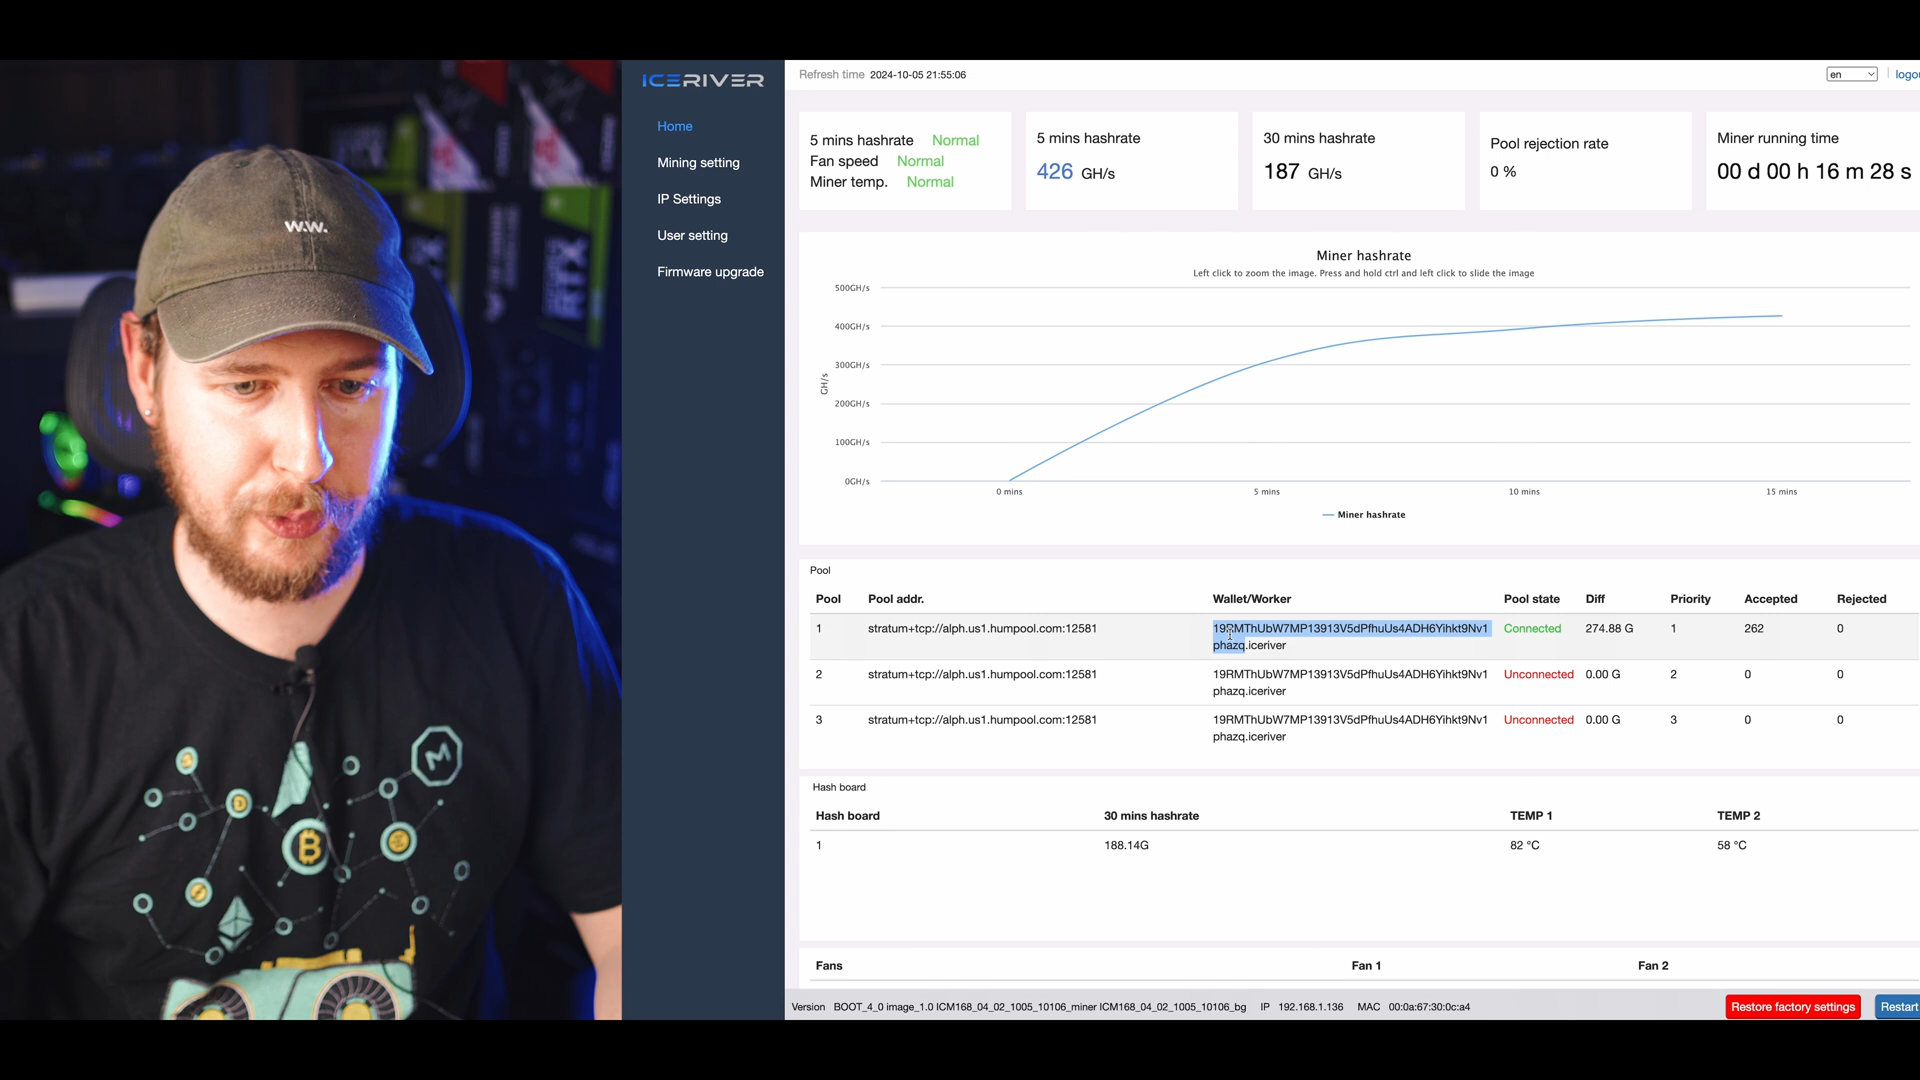 W.W.
RTX
ICERIVER
Home
Mining setting
IP Settings
User setting
Firmware upgrade
Refresh time 2024-10-05 21:55:06
en
5 mins hashrate Normal
Fan speed Normal
Miner temp. Normal
5 mins hashrate
426 GH/s
30 mins hashrate
187 GH/s
Pool rejection rate
0 %
Miner running time
00 d 00 h 16 m 28 s
Miner hashrate
Left click to zoom the image. Press and hold ctrl and left click to slide the image
500GH/s
400GH/s
300GH/s
200GH/s
100GH/s
0GH/s
GH/s
0 mins 5 mins 10 mins 15 mins
Miner hashrate
Pool
Pool Pool addr. Wallet/Worker Pool state Diff Priority Accepted Rejected
1 stratum+tcp://alph.us1.humpool.com:12581 19RMThUbW7MP13913V5dPfhuUs4ADH6Yihkt9Nv1 Connected 274.88 G 1 262 0
phazq.iceriver
2 stratum+tcp://alph.us1.humpool.com:12581 19RMThUbW7MP13913V5dPfhuUs4ADH6Yihkt9Nv1 Unconnected 0.00 G 2 0 0
phazq.iceriver
3 stratum+tcp://alph.us1.humpool.com:12581 19RMThUbW7MP13913V5dPfhuUs4ADH6Yihkt9Nv1 Unconnected 0.00 G 3 0 0
phazq.iceriver
Hash board
Hash board 30 mins hashrate TEMP 1 TEMP 2
1 188.14G 82 °C 58 °C
Fans Fan 1 Fan 2
Version BOOT_4_0 image_1.0 ICM168_04_02_1005_10106_miner ICM168_04_02_1005_10106_bg IP 192.168.1.136 MAC 00:0a:67:30:0c:a4
Restore factory settings
Restart